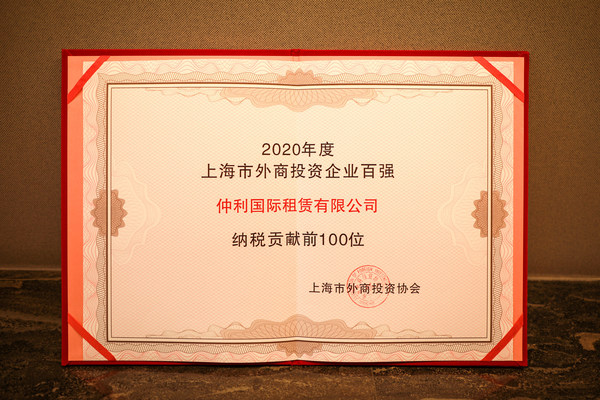 2020年度
上海市外商投资企业百强
仲利国际租赁有限公司
纳税贡献前100位
上海市外商投资协会